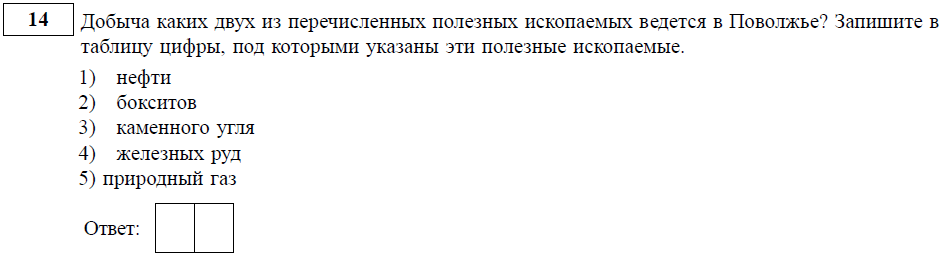 14
Добыча каких двух из перечисленных полезных ископаемых ведется в Поволжье? Запишите в
таблицу цифры, под которыми указаны эти полезные ископаемые.
1) нефти
2) бокситов
3) каменного угля
4) железных руд
5) природный газ
Ответ: